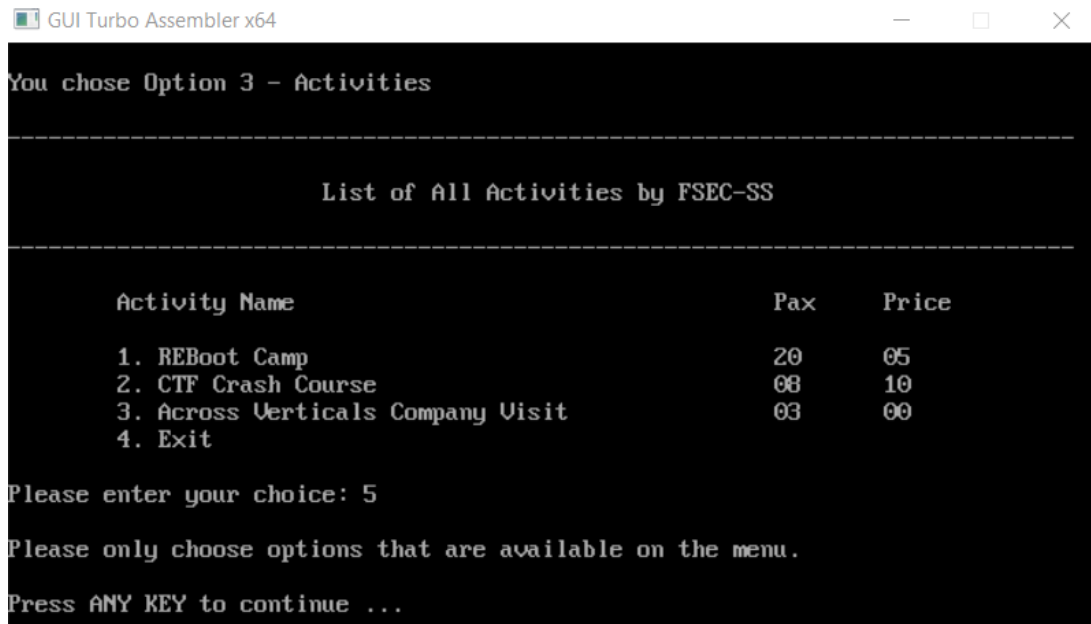 GUI Turbo Assembler x64
You chose Option 3 - Activities
List of All Activities by FSEC-SS
Activity Name Pax Price
1. REBoot Camp 20 05
2. CTF Crash Course 08 10
3. Across Verticals Company Visit 03 00
4. Exit
Please enter your choice: 5
Please only choose options that are available on the menu.
Press ANY KEY to continue ...